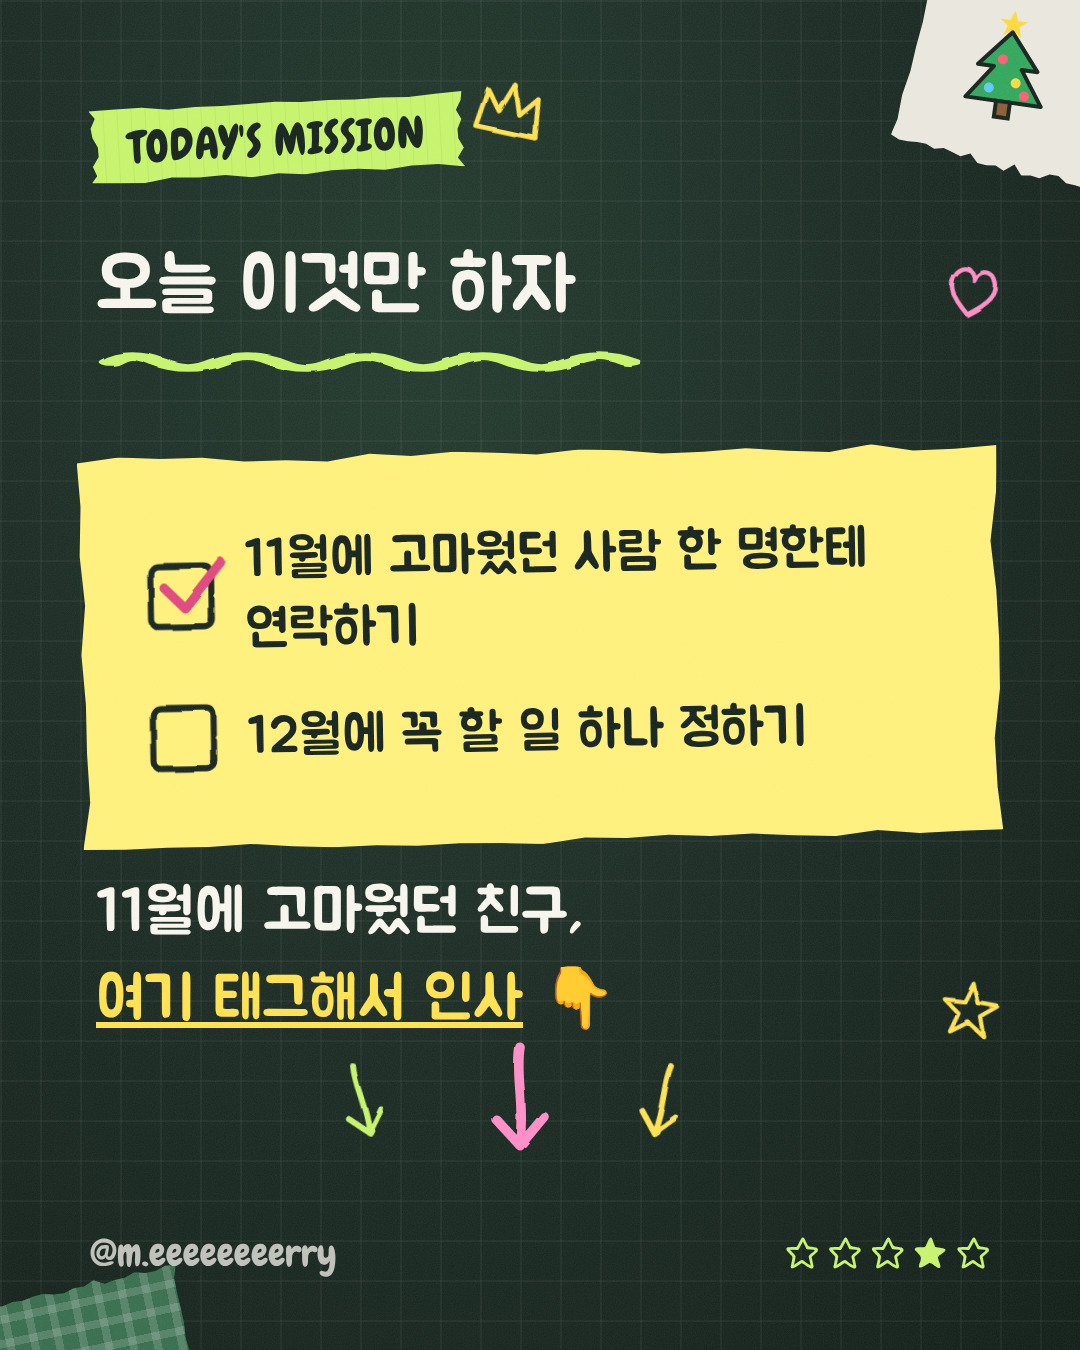 TODAY'S MISSION
오늘 이것만 하자
11월에 고마웠던 사람 한 명한테
연락하기
12월에 꼭 할 일 하나 정하기
11월에 고마웠던 친구,
여기 태그해서 인사 👇
@m.eeeeeeeerry